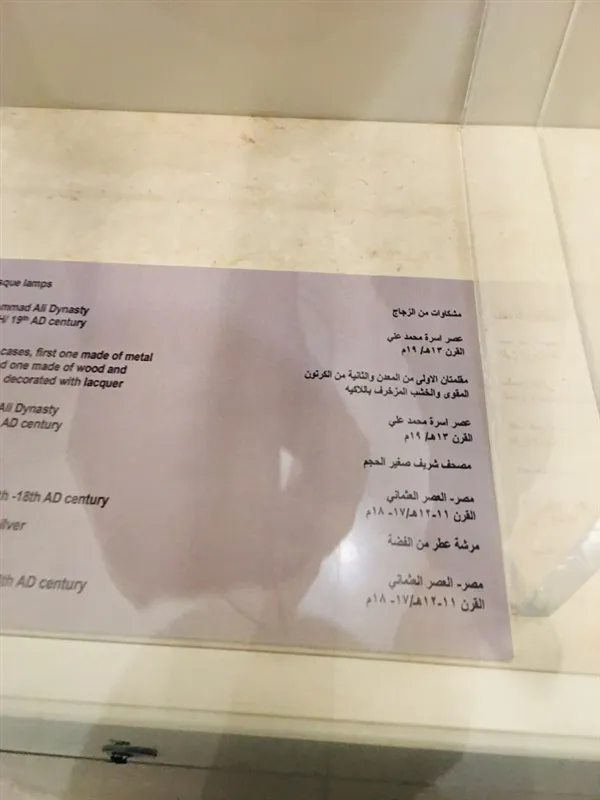 sque lamps
mmad Ali Dynasty
H/ 19th AD century
cases, first one made of metal
d one made of wood and
decorated with lacquer
Ali Dynasty
AD century
th -18th AD century
ilver
8th AD century
مشكاوات من الزجاج
عصر اسرة محمد علي
القرن ١٣هـ/ ١٩م
مقلمتان الاولى من المعدن والثانية من الكرتون
المقوى والخشب المزخرف باللاكيه
عصر اسرة محمد علي
القرن ١٣هـ/ ١٩م
مصحف شريف صغير الحجم
مصر- العصر العثماني
القرن ١١-١٢هـ/١٧- ١٨م
مرشة عطر من الفضة
مصر- العصر العثماني
القرن ١١-١٢هـ/١٧- ١٨م